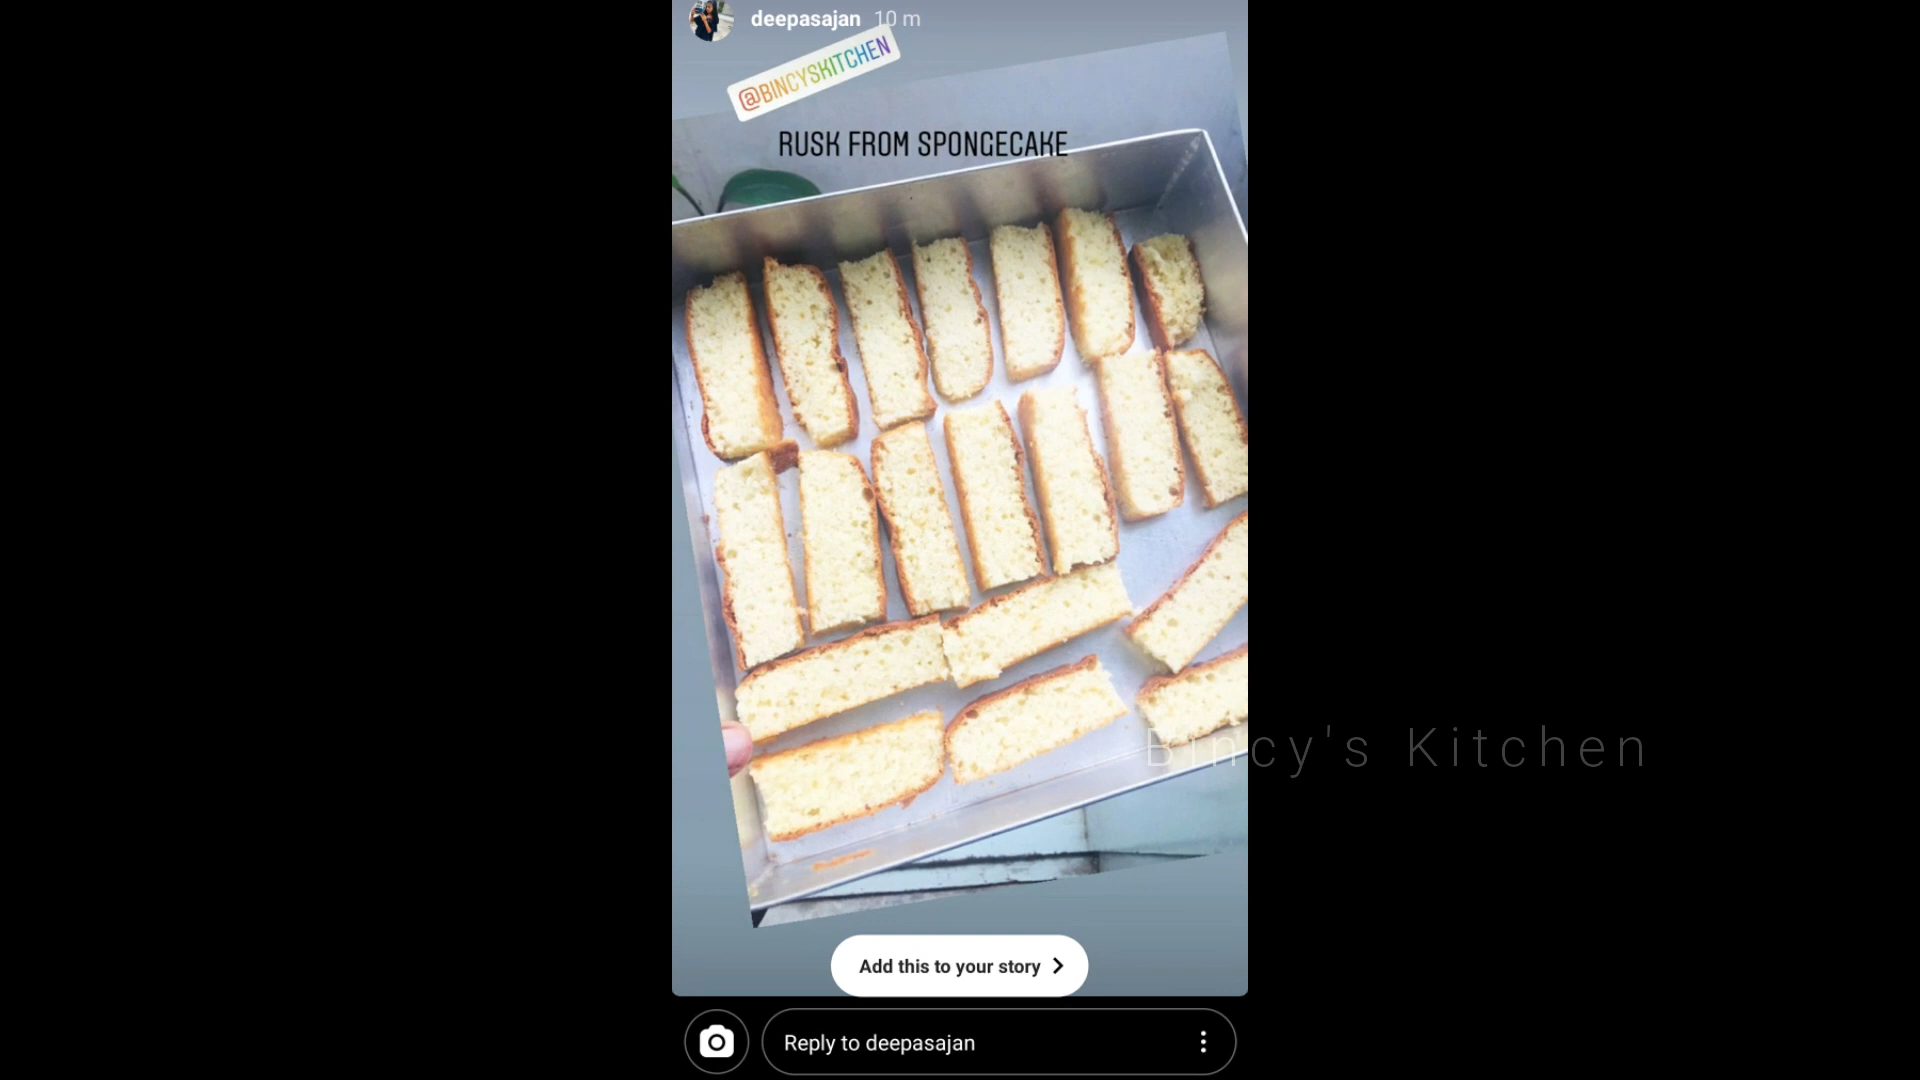 deepasajan 10 m
@BINCYSKITCHEN
RUSK FROM SPONGECAKE
Bincy's Kitchen
Add this to your story
Reply to deepasajan